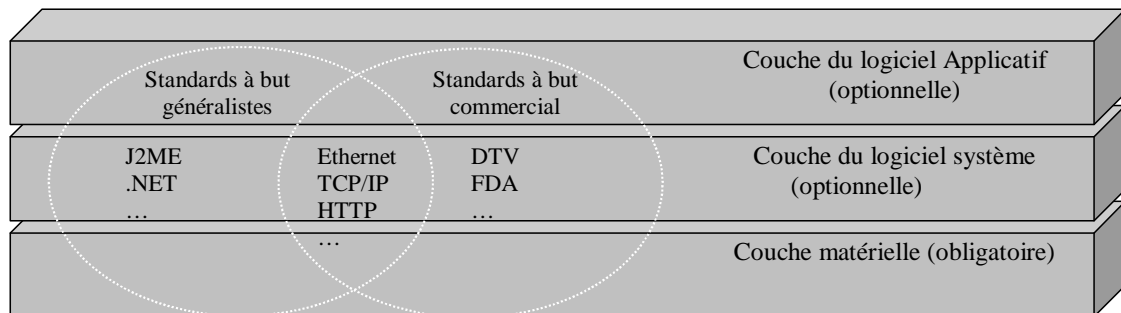 Couche du logiciel Applicatif
(optionnelle)
Standards à but
généralistes
Standards à but
commercial
J2ME
.NET
…
Ethernet
TCP/IP
HTTP
…
DTV
FDA
…
Couche du logiciel système
(optionnelle)
Couche matérielle (obligatoire)